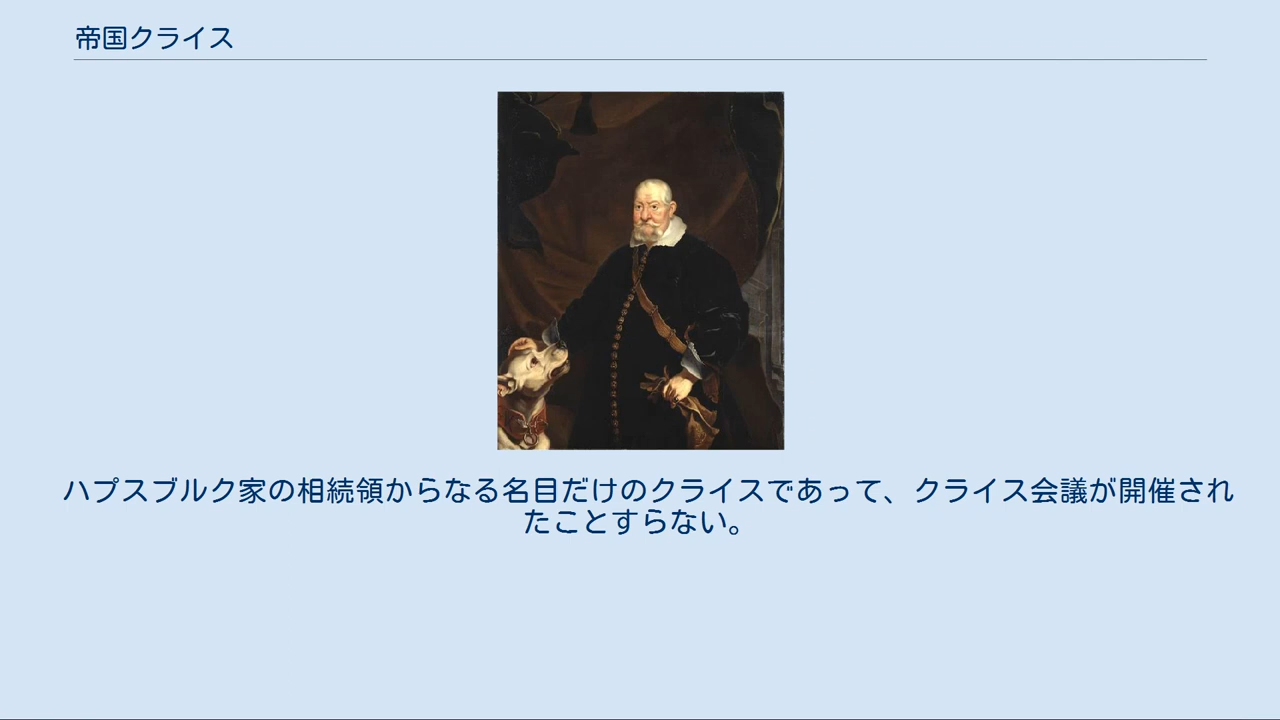 帝国クライス
ハプスブルク家の相続領からなる名目だけのクライスであって、クライス会議が開催され
たことすらない。